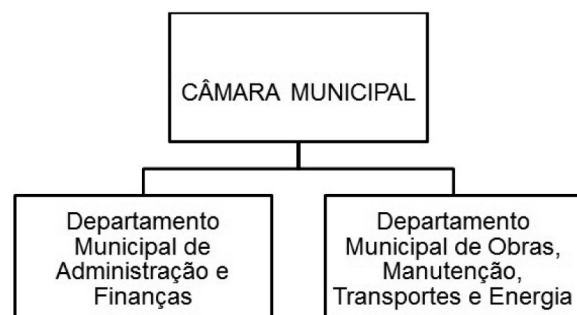 CÂMARA MUNICIPAL
Departamento
Municipal de
Administração e
Finanças
Departamento
Municipal de Obras,
Manutenção,
Transportes e Energia